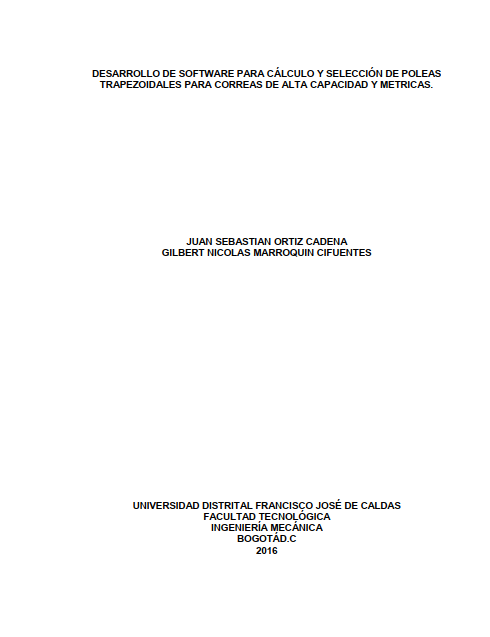 DESARROLLO DE SOFTWARE PARA CÁLCULO Y SELECCIÓN DE POLEAS
TRAPEZOIDALES PARA CORREAS DE ALTA CAPACIDAD Y METRICAS.
JUAN SEBASTIAN ORTIZ CADENA
GILBERT NICOLAS MARROQUIN CIFUENTES
UNIVERSIDAD DISTRITAL FRANCISCO JOSÉ DE CALDAS
FACULTAD TECNOLÓGICA
INGENIERÍA MECÁNICA
BOGOTÁD.C
2016